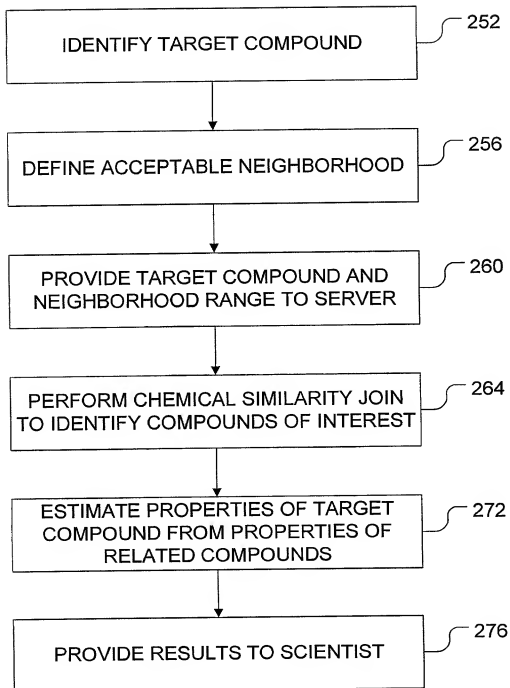 IDENTIFY TARGET COMPOUND
252
DEFINE ACCEPTABLE NEIGHBORHOOD
256
PROVIDE TARGET COMPOUND AND
NEIGHBORHOOD RANGE TO SERVER
260
PERFORM CHEMICAL SIMILARITY JOIN
TO IDENTIFY COMPOUNDS OF INTEREST
264
ESTIMATE PROPERTIES OF TARGET
COMPOUND FROM PROPERTIES OF
RELATED COMPOUNDS
272
PROVIDE RESULTS TO SCIENTIST
276